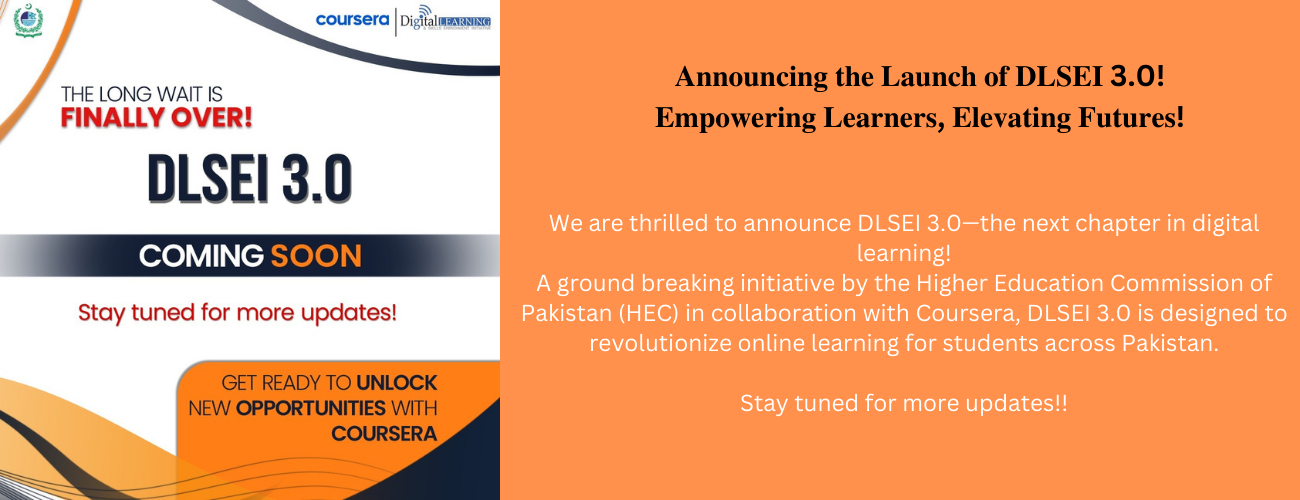 coursera
Digital LEARNING
& SKILLS ENRICHMENT INITIATIVE
THE LONG WAIT IS
FINALLY OVER!
DLSEI 3.0
COMING SOON
Stay tuned for more updates!
GET READY TO UNLOCK
NEW OPPORTUNITIES WITH
COURSERA
Announcing the Launch of DLSEI 3.0!
Empowering Learners, Elevating Futures!
We are thrilled to announce DLSEI 3.0—the next chapter in digital
learning!
A ground breaking initiative by the Higher Education Commission of
Pakistan (HEC) in collaboration with Coursera, DLSEI 3.0 is designed to
revolutionize online learning for students across Pakistan.
Stay tuned for more updates!!